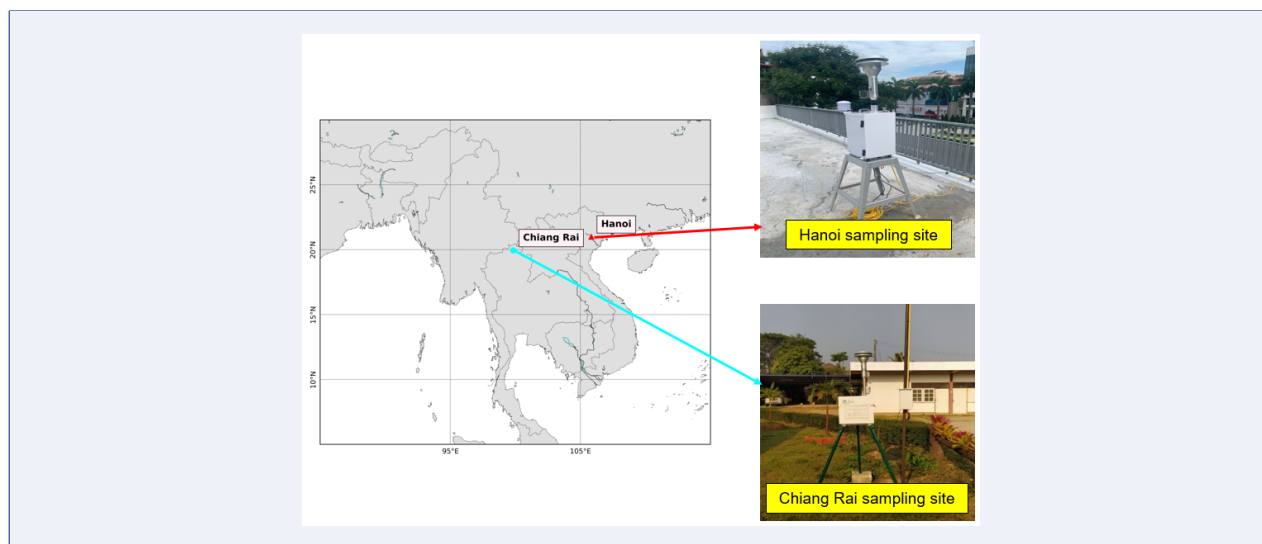 25°N
20°N
15°N
10°N
95°E
105°E
Hanoi
Chiang Rai
Hanoi sampling site
Chiang Rai sampling site